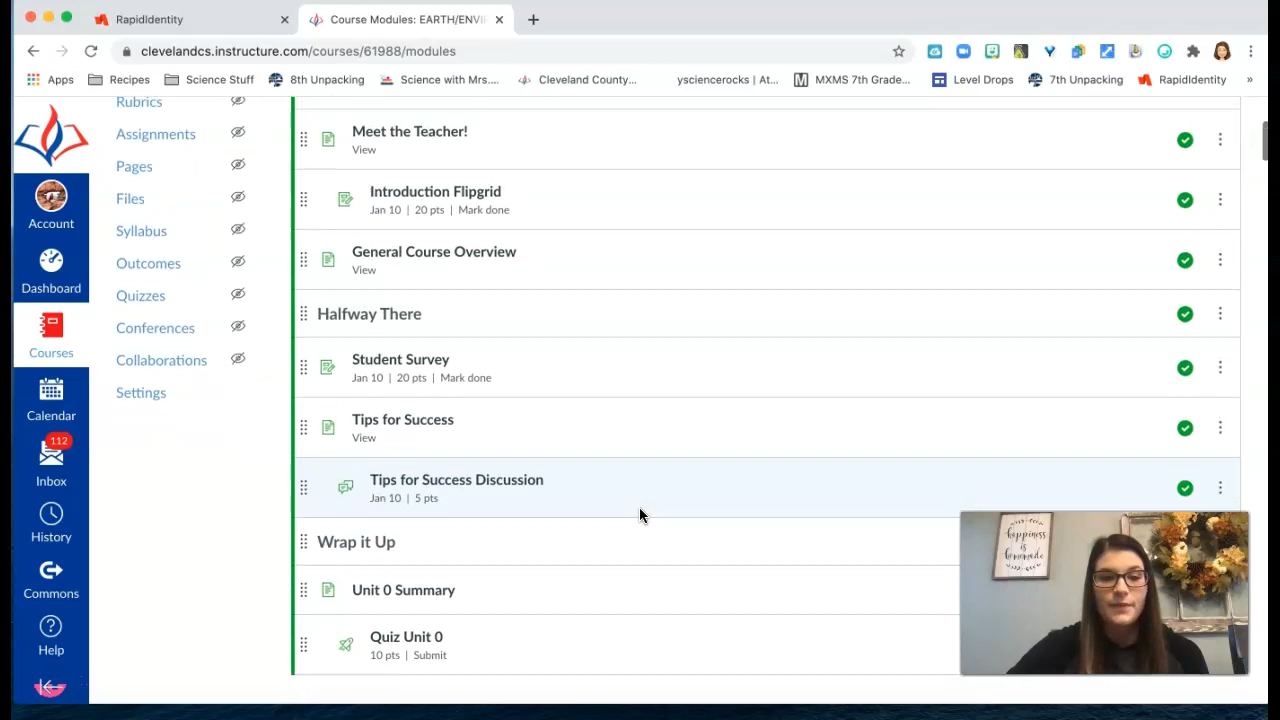 RapidIdentity
Course Modules: EARTH/ENVI
clevelandcs.instructure.com/courses/61988/modules
Apps Recipes Science Stuff 8th Unpacking Science with Mrs.... Cleveland County... ysciencerocks | At... MXMS 7th Grade... Level Drops 7th Unpacking RapidIdentity »
Account
Dashboard
Courses
Calendar
112
Inbox
History
Commons
Help
Rubrics
Assignments
Pages
Files
Syllabus
Outcomes
Quizzes
Conferences
Collaborations
Settings
Meet the Teacher!
View
Introduction Flipgrid
Jan 10 | 20 pts | Mark done
General Course Overview
View
Halfway There
Student Survey
Jan 10 | 20 pts | Mark done
Tips for Success
View
Tips for Success Discussion
Jan 10 | 5 pts
Wrap it Up
Unit 0 Summary
Quiz Unit 0
10 pts | Submit
happiness
is
homemade